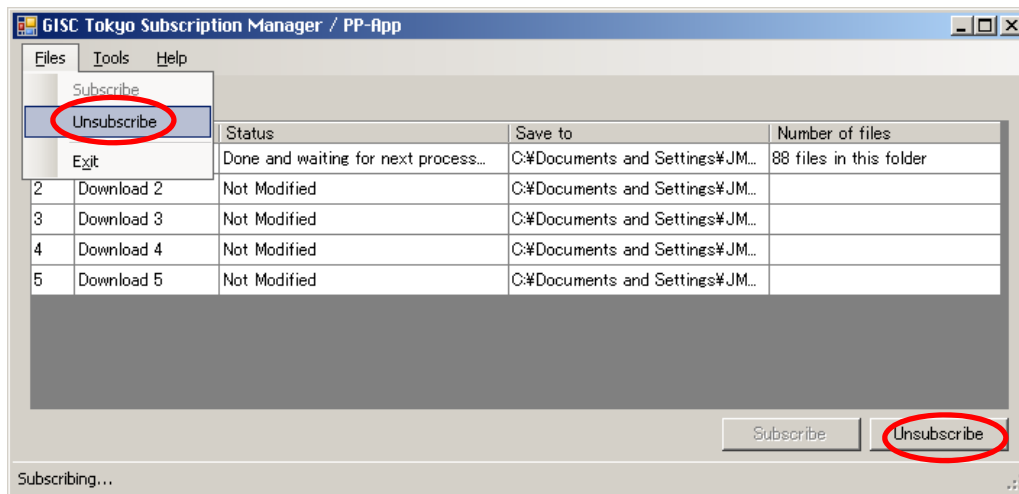 GISC Tokyo Subscription Manager / PP-App
Files Tools Help
Subscribe
Unsubscribe
Exit
Status Save to Number of files
Done and waiting for next process... C:¥Documents and Settings¥JM... 88 files in this folder
2 Download 2 Not Modified C:¥Documents and Settings¥JM...
3 Download 3 Not Modified C:¥Documents and Settings¥JM...
4 Download 4 Not Modified C:¥Documents and Settings¥JM...
5 Download 5 Not Modified C:¥Documents and Settings¥JM...
Subscribe Unsubscribe
Subscribing...